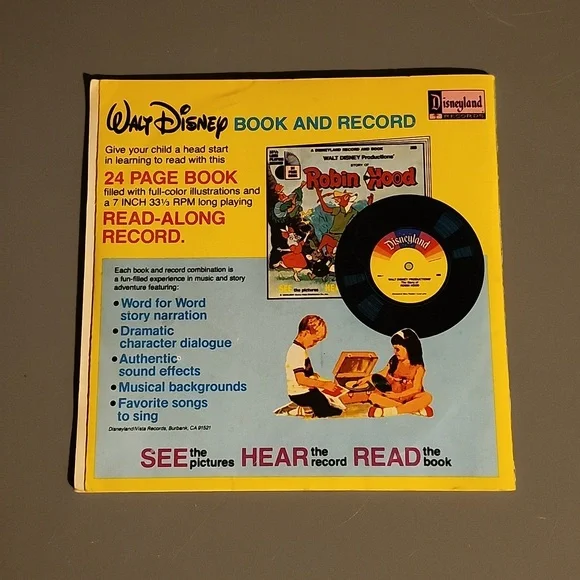 WALT DISNEY BOOK AND RECORD
Disneyland
RECORDS
Give your child a head start
in learning to read with this
24 PAGE BOOK
filled with full-color illustrations and
a 7 INCH 33⅓ RPM long playing
READ-ALONG
RECORD.
A DISNEYLAND RECORD AND BOOK
WALT DISNEY Productions'
STORY OF
Robin Hood
SEE the pictures
HE
Disneyland
WALT DISNEY PRODUCTIONS'
Each book and record combination is
a fun-filled experience in music and story
adventure featuring:
• Word for Word
story narration
• Dramatic
character dialogue
• Authentic
sound effects
• Musical backgrounds
• Favorite songs
to sing
Disneyland/Vista Records, Burbank, CA 91521
SEE the pictures HEAR the record READ the book